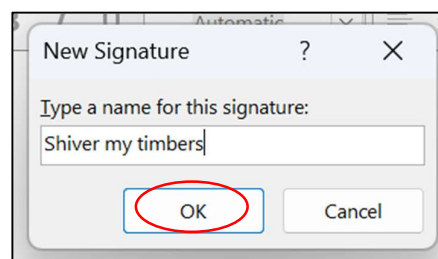 Automatic
New Signature ? X
Type a name for this signature:
Shiver my timbers
OK Cancel